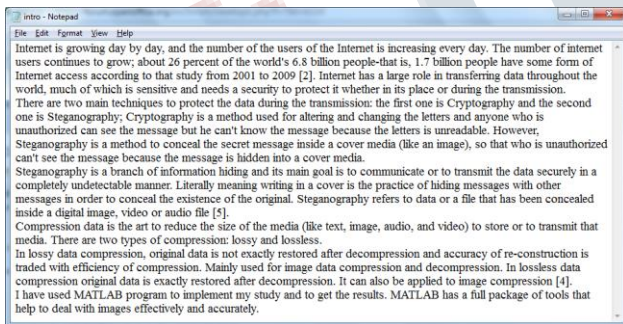 intro - Notepad
File Edit Format View Help
Internet is growing day by day, and the number of the users of the Internet is increasing every day. The number of internet
users continues to grow; about 26 percent of the world's 6.8 billion people-that is, 1.7 billion people have some form of
Internet access according to that study from 2001 to 2009 [2]. Internet has a large role in transferring data throughout the
world, much of which is sensitive and needs a security to protect it whether in its place or during the transmission.
There are two main techniques to protect the data during the transmission: the first one is Cryptography and the second
one is Steganography; Cryptography is a method used for altering and changing the letters and anyone who is
unauthorized can see the message but he can't know the message because the letters is unreadable. However,
Steganography is a method to conceal the secret message inside a cover media (like an image), so that who is unauthorized
can't see the message because the message is hidden into a cover media.
Steganography is a branch of information hiding and its main goal is to communicate or to transmit the data securely in a
completely undetectable manner. Literally meaning writing in a cover is the practice of hiding messages with other
messages in order to conceal the existence of the original. Steganography refers to data or a file that has been concealed
inside a digital image, video or audio file [5].
Compression data is the art to reduce the size of the media (like text, image, audio, and video) to store or to transmit that
media. There are two types of compression: lossy and lossless.
In lossy data compression, original data is not exactly restored after decompression and accuracy of re-construction is
traded with efficiency of compression. Mainly used for image data compression and decompression. In lossless data
compression original data is exactly restored after decompression. It can also be applied to image compression [4].
I have used MATLAB program to implement my study and to get the results. MATLAB has a full package of tools that
help to deal with images effectively and accurately.